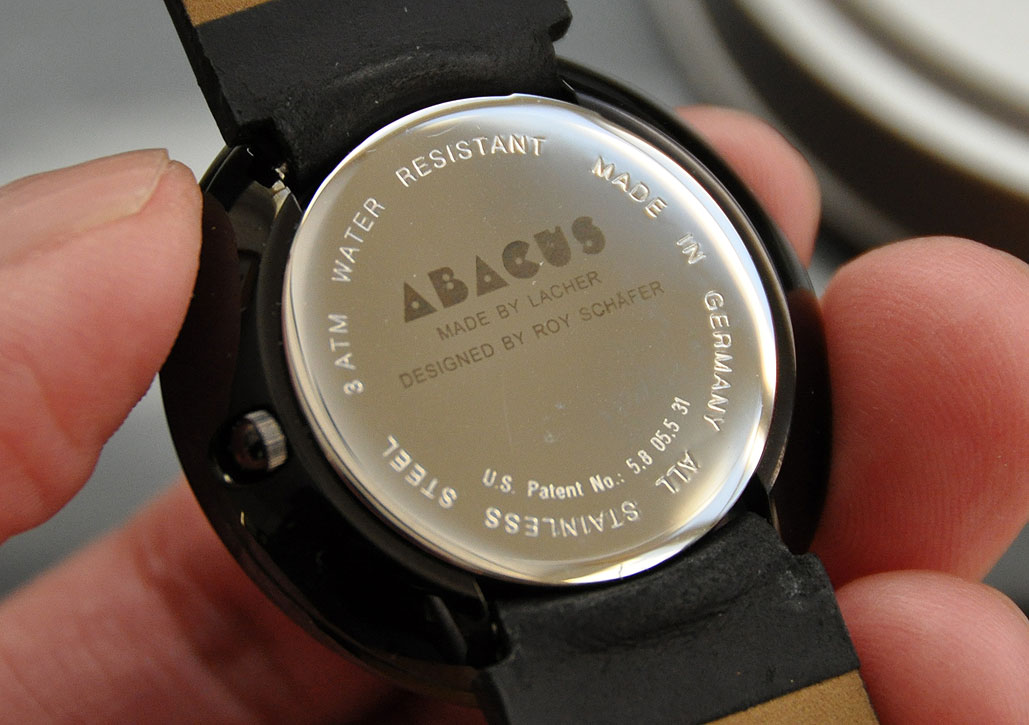 ABACUS
MADE BY LACHER
DESIGNED BY ROY SCHÄFER
3 ATM WATER RESISTANT MADE IN GERMANY ALL STAINLESS STEEL
U.S. Patent No.: 5.8 05.5 31